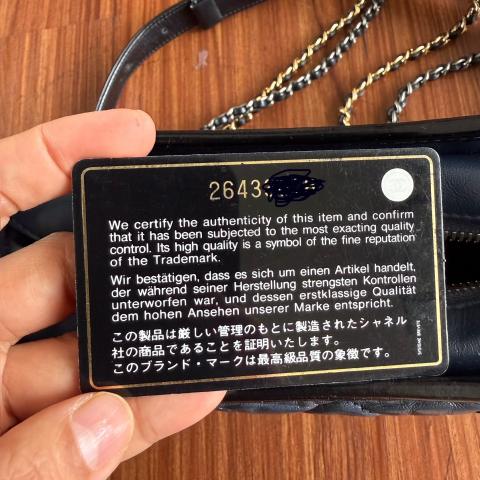 2643
We certify the authenticity of this item and confirm
that it has been subjected to the most exacting quality
control. Its high quality is a symbol of the fine reputation
of the Trademark.
Wir bestätigen, dass es sich um einen Artikel handelt,
der während seiner Herstellung strengsten Kontrollen
unterworfen war, und dessen erstklassige Qualität
dem hohen Ansehen unserer Marke entspricht.
この製品は厳しい管理のもとに製造されたシャネル
社の商品であることを証明いたします。
このブランド・マークは最高級品質の象徴です。